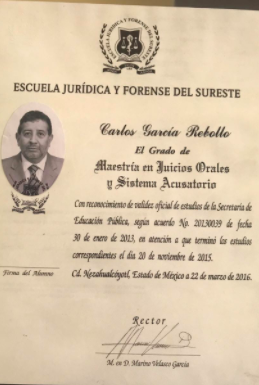 ESCUELA JURÍDICA Y FORENSE DEL SURESTE
Carlos García Rebollo
El Grado de
Maestría en Juicios Orales
y Sistema Acusatorio
Con reconocimiento de validez oficial de estudios de la Secretaria de
Educación Pública, según acuerdo No. 20130039 de fecha
30 de enero de 2013, en atención a que terminó los estudios
correspondientes el día 20 de noviembre de 2015.
Firma del Alumno
Cd. Nezahualcóyotl, Estado de México a 22 de marzo de 2016.
Rector
M. en D. Marino Velasco García